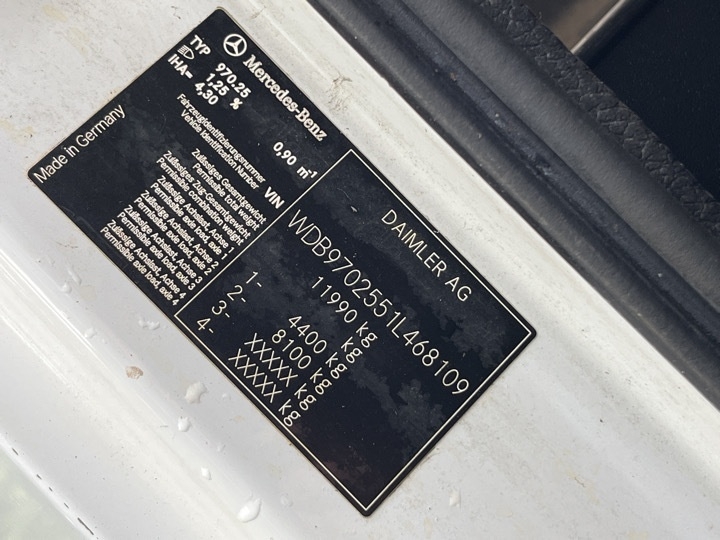 Mercedes-Benz
TYP 970.25
1,25 %
IHA= 4,30
0,90 m⁻¹
Made in Germany
DAIMLER AG
Fahrzeugidentifizierungsnummer
Vehicle Identification Number
VIN
WDB9702551L468109
Zulässiges Gesamtgewicht
Permissible total weight
11990 kg
Zulässiges Zug-Gesamtgewicht
Permissible combination weight
kg
Zulässige Achslast, Achse 1
Permissible axle load, axle 1
1- 4400 kg
Zulässige Achslast, Achse 2
Permissible axle load, axle 2
2- 8100 kg
Zulässige Achslast, Achse 3
Permissible axle load, axle 3
3- XXXXX kg
Zulässige Achslast, Achse 4
Permissible axle load, axle 4
4- XXXXX kg